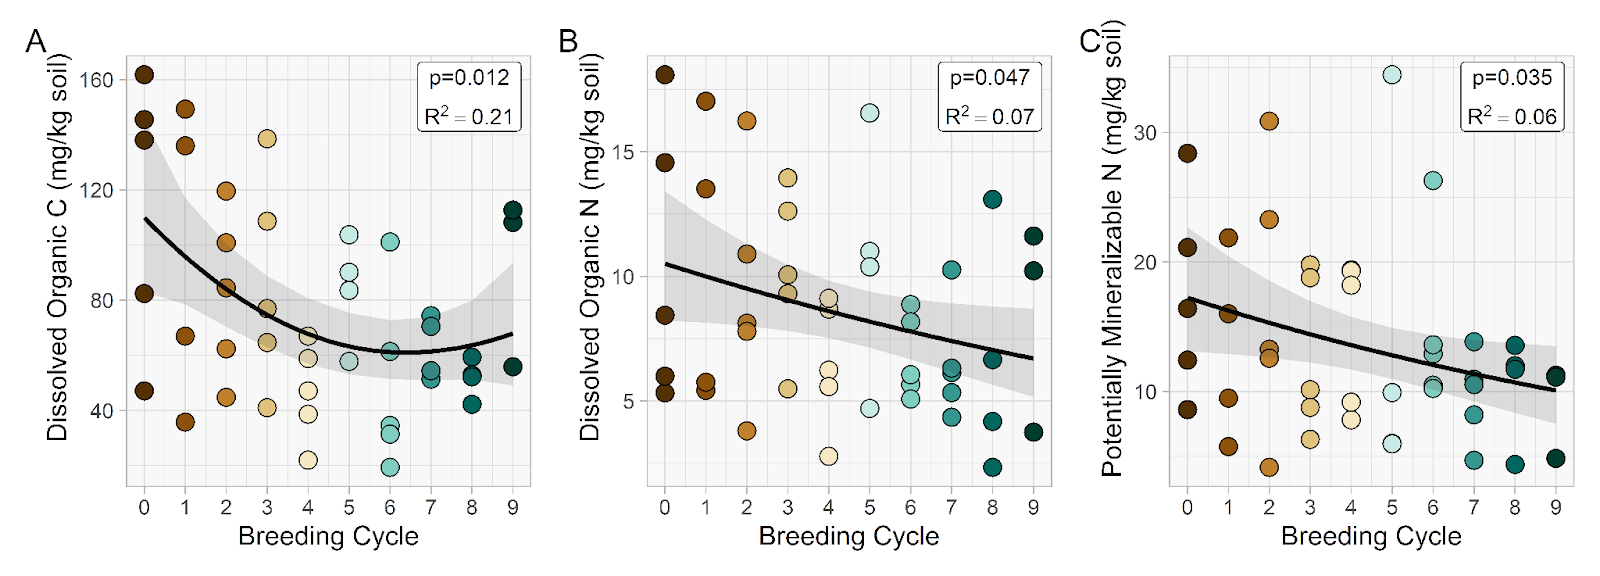 A
Dissolved Organic C (mg/kg soil)
160
120
80
40
p=0.012
R² = 0.21
0 1 2 3 4 5 6 7 8 9
Breeding Cycle
B
Dissolved Organic N (mg/kg soil)
15
10
5
p=0.047
R² = 0.07
0 1 2 3 4 5 6 7 8 9
Breeding Cycle
C
Potentially Mineralizable N (mg/kg soil)
30
20
10
p=0.035
R² = 0.06
0 1 2 3 4 5 6 7 8 9
Breeding Cycle